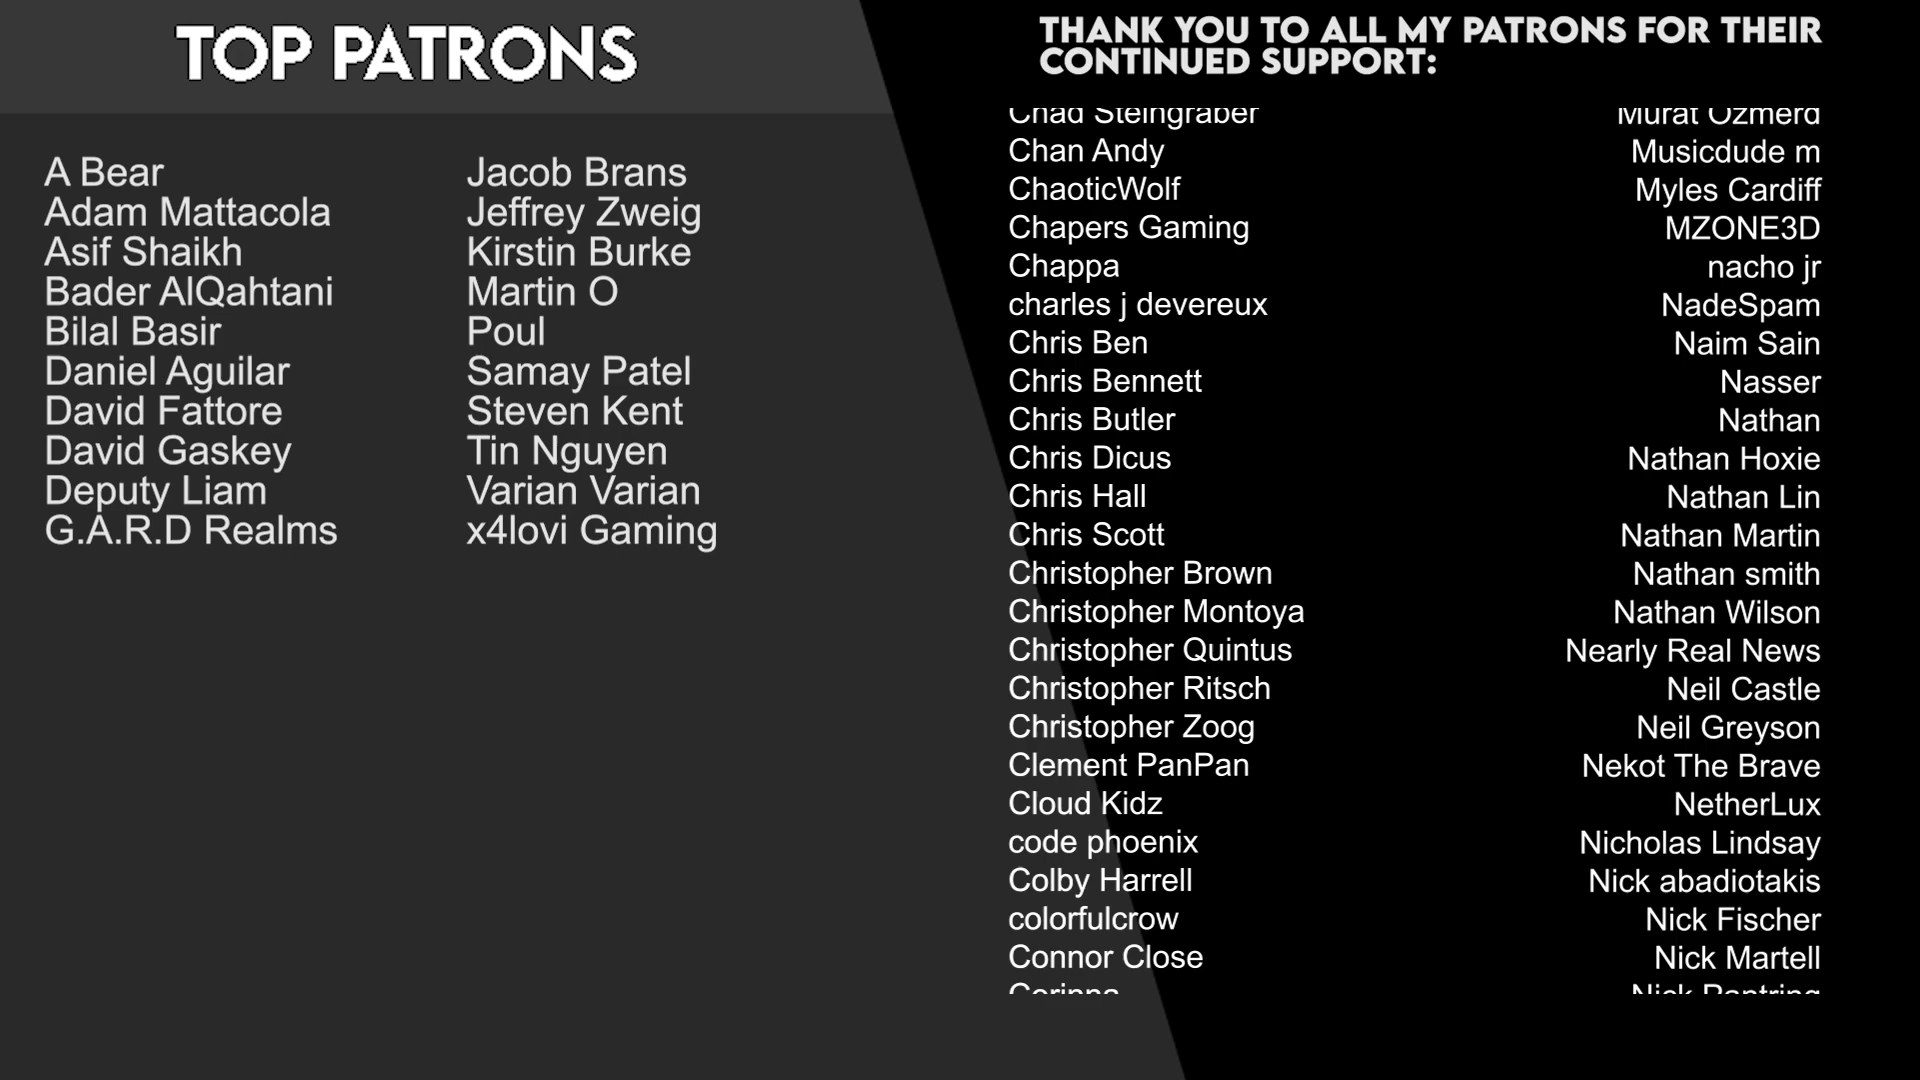 TOP PATRONS
A Bear
Adam Mattacola
Asif Shaikh
Bader AlQahtani
Bilal Basir
Daniel Aguilar
David Fattore
David Gaskey
Deputy Liam
G.A.R.D Realms
Jacob Brans
Jeffrey Zweig
Kirstin Burke
Martin O
Poul
Samay Patel
Steven Kent
Tin Nguyen
Varian Varian
x4lovi Gaming
THANK YOU TO ALL MY PATRONS FOR THEIR
CONTINUED SUPPORT:
Chad Steingraber
Chan Andy
ChaoticWolf
Chapers Gaming
Chappa
charles j devereux
Chris Ben
Chris Bennett
Chris Butler
Chris Dicus
Chris Hall
Chris Scott
Christopher Brown
Christopher Montoya
Christopher Quintus
Christopher Ritsch
Christopher Zoog
Clement PanPan
Cloud Kidz
code phoenix
Colby Harrell
colorfulcrow
Connor Close
Corinna
Murat Ozmerd
Musicdude m
Myles Cardiff
MZONE3D
nacho jr
NadeSpam
Naim Sain
Nasser
Nathan
Nathan Hoxie
Nathan Lin
Nathan Martin
Nathan smith
Nathan Wilson
Nearly Real News
Neil Castle
Neil Greyson
Nekot The Brave
NetherLux
Nicholas Lindsay
Nick abadiotakis
Nick Fischer
Nick Martell
Nick